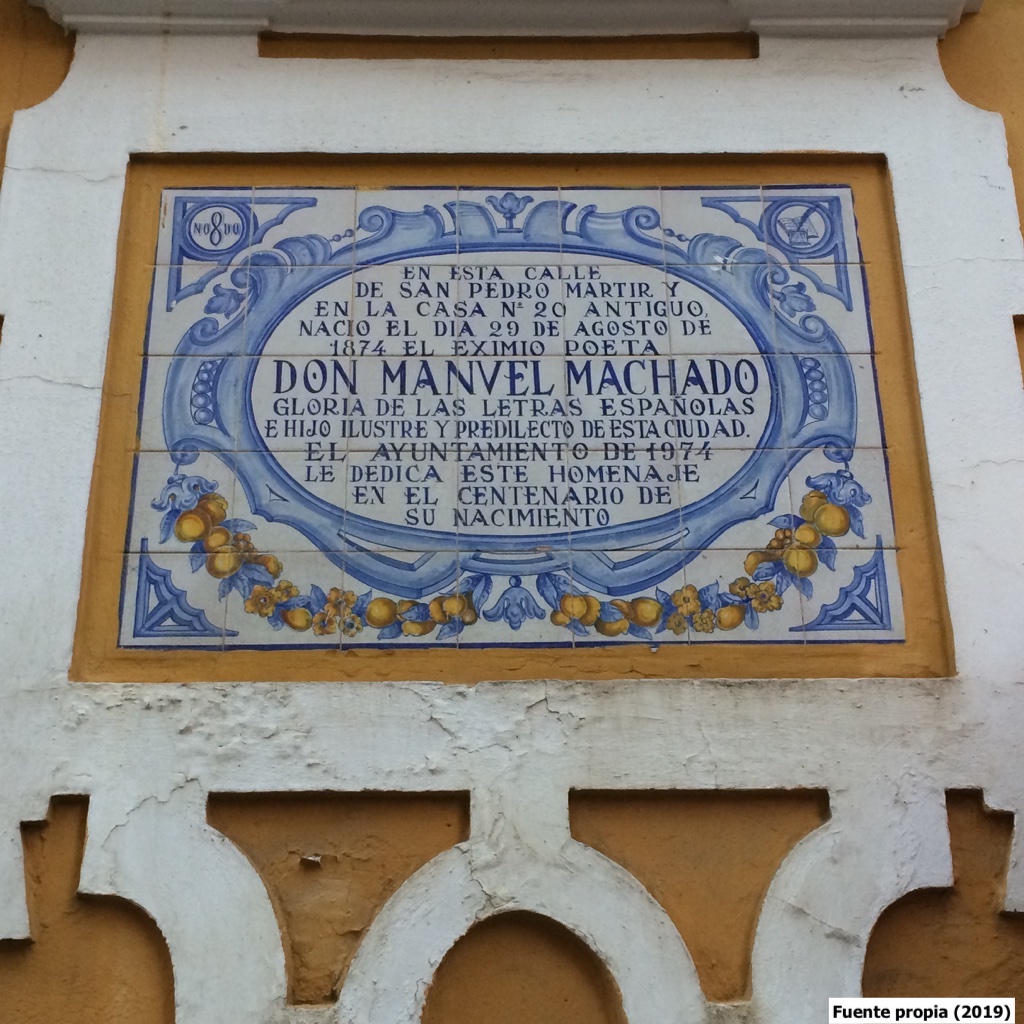 NO8DO
EN ESTA CALLE
DE SAN PEDRO MARTIR Y
EN LA CASA Nº 20 ANTIGUO,
NACIO EL DIA 29 DE AGOSTO DE
1874 EL EXIMIO POETA
DON MANVEL MACHADO
GLORIA DE LAS LETRAS ESPAÑOLAS
E HIJO ILUSTRE Y PREDILECTO DE ESTA CIUDAD.
EL AYUNTAMIENTO DE 1974
LE DEDICA ESTE HOMENAJE
EN EL CENTENARIO DE
SU NACIMIENTO
Fuente propia (2019)